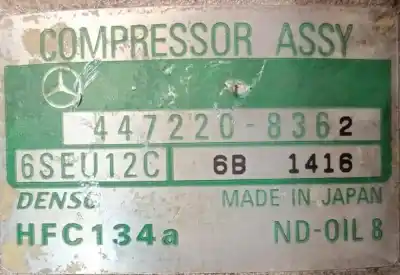 COMPRESSOR ASSY
447220-8362
6SEU12C 6B 1416
DENSO MADE IN JAPAN
HFC134a ND-OIL 8